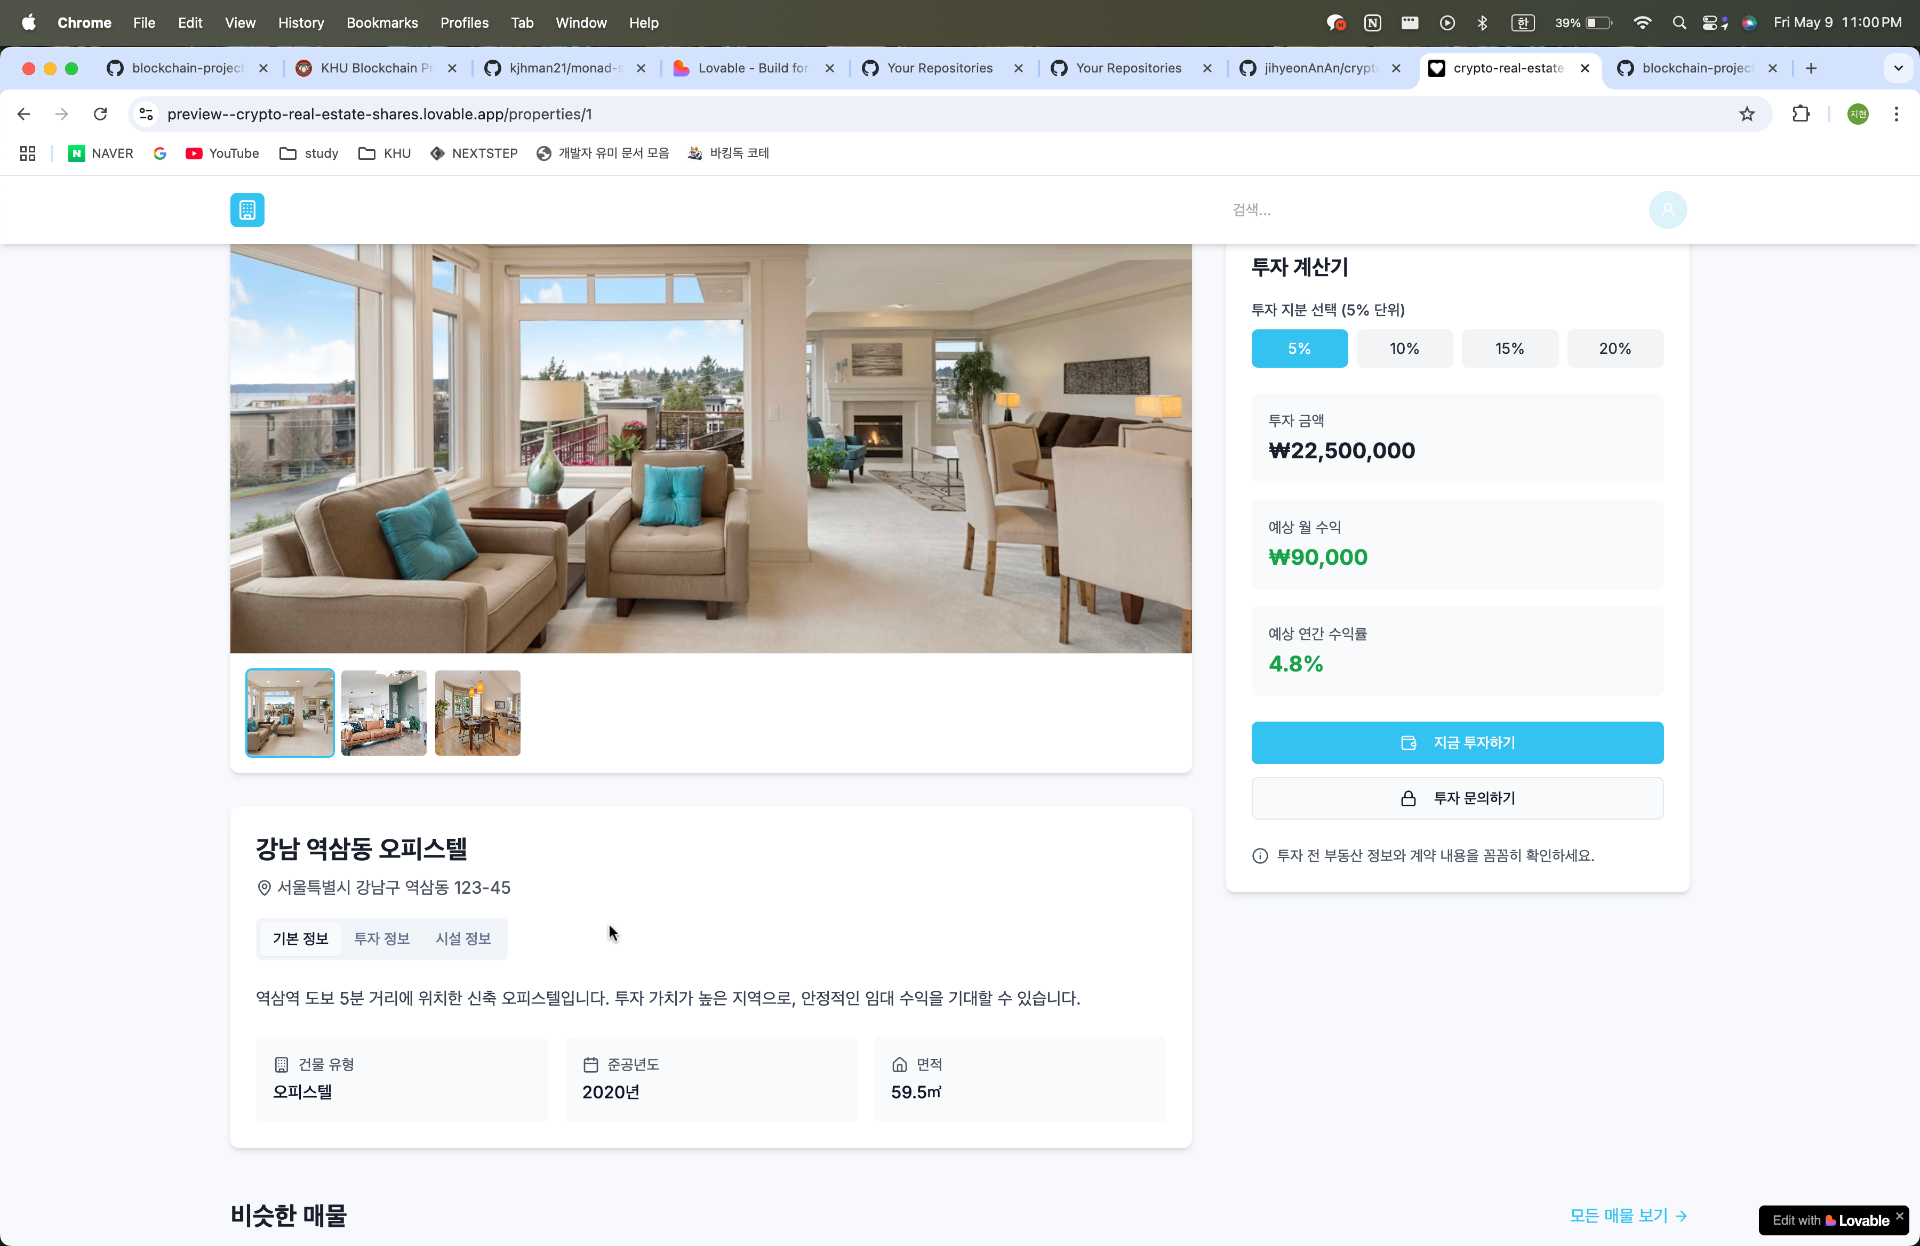 Chrome File Edit View History Bookmarks Profiles Tab Window Help 한 39% Fri May 9 11:00 PM
blockchain-project KHU Blockchain Pr kjhman21/monad-s Lovable - Build for Your Repositories Your Repositories jihyeonAnAn/crypt crypto-real-estate blockchain-projec
preview--crypto-real-estate-shares.lovable.app/properties/1 지현
NAVER YouTube study KHU NEXTSTEP 개발자 유미 문서 모음 바킹독 코테
검색...
투자 계산기
투자 지분 선택 (5% 단위)
5% 10% 15% 20%
투자 금액
₩22,500,000
예상 월 수익
₩90,000
예상 연간 수익률
4.8%
지금 투자하기
투자 문의하기
투자 전 부동산 정보와 계약 내용을 꼼꼼히 확인하세요.
강남 역삼동 오피스텔
서울특별시 강남구 역삼동 123-45
기본 정보 투자 정보 시설 정보
역삼역 도보 5분 거리에 위치한 신축 오피스텔입니다. 투자 가치가 높은 지역으로, 안정적인 임대 수익을 기대할 수 있습니다.
건물 유형
오피스텔
준공년도
2020년
면적
59.5㎡
비슷한 매물
모든 매물 보기 →
Edit with Lovable